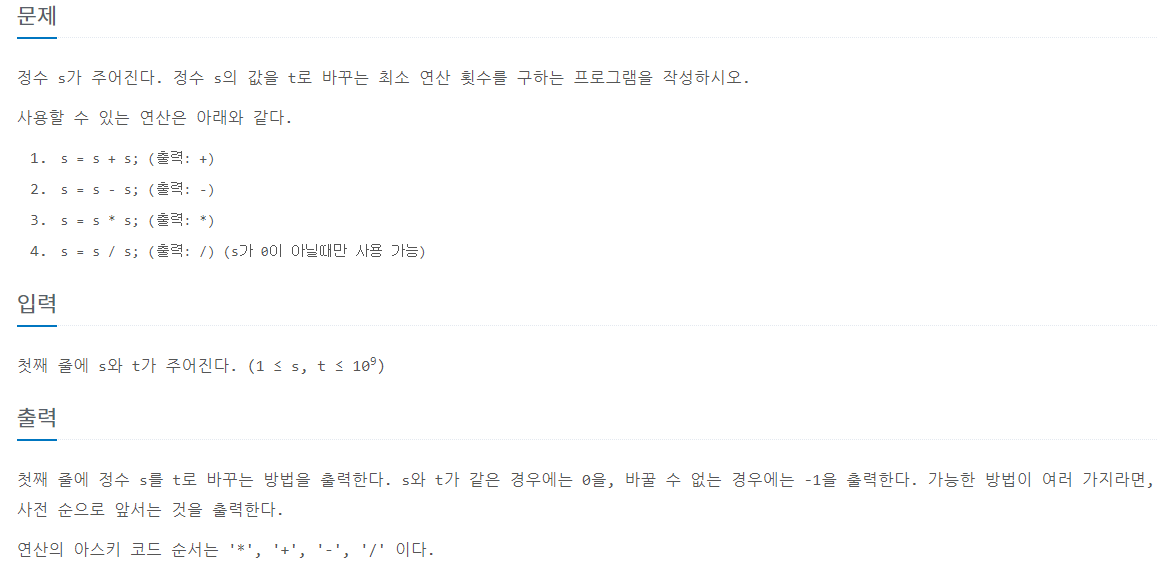 문제
정수 s가 주어진다. 정수 s의 값을 t로 바꾸는 최소 연산 횟수를 구하는 프로그램을 작성하시오.
사용할 수 있는 연산은 아래와 같다.
1. s = s + s; (출력: +)
2. s = s - s; (출력: -)
3. s = s * s; (출력: *)
4. s = s / s; (출력: /) (s가 0이 아닐때만 사용 가능)
입력
첫째 줄에 s와 t가 주어진다. (1 ≤ s, t ≤ 10⁹)
출력
첫째 줄에 정수 s를 t로 바꾸는 방법을 출력한다. s와 t가 같은 경우에는 0을, 바꿀 수 없는 경우에는 -1을 출력한다. 가능한 방법이 여러 가지라면,
사전 순으로 앞서는 것을 출력한다.
연산의 아스키 코드 순서는 '*', '+', '-', '/' 이다.